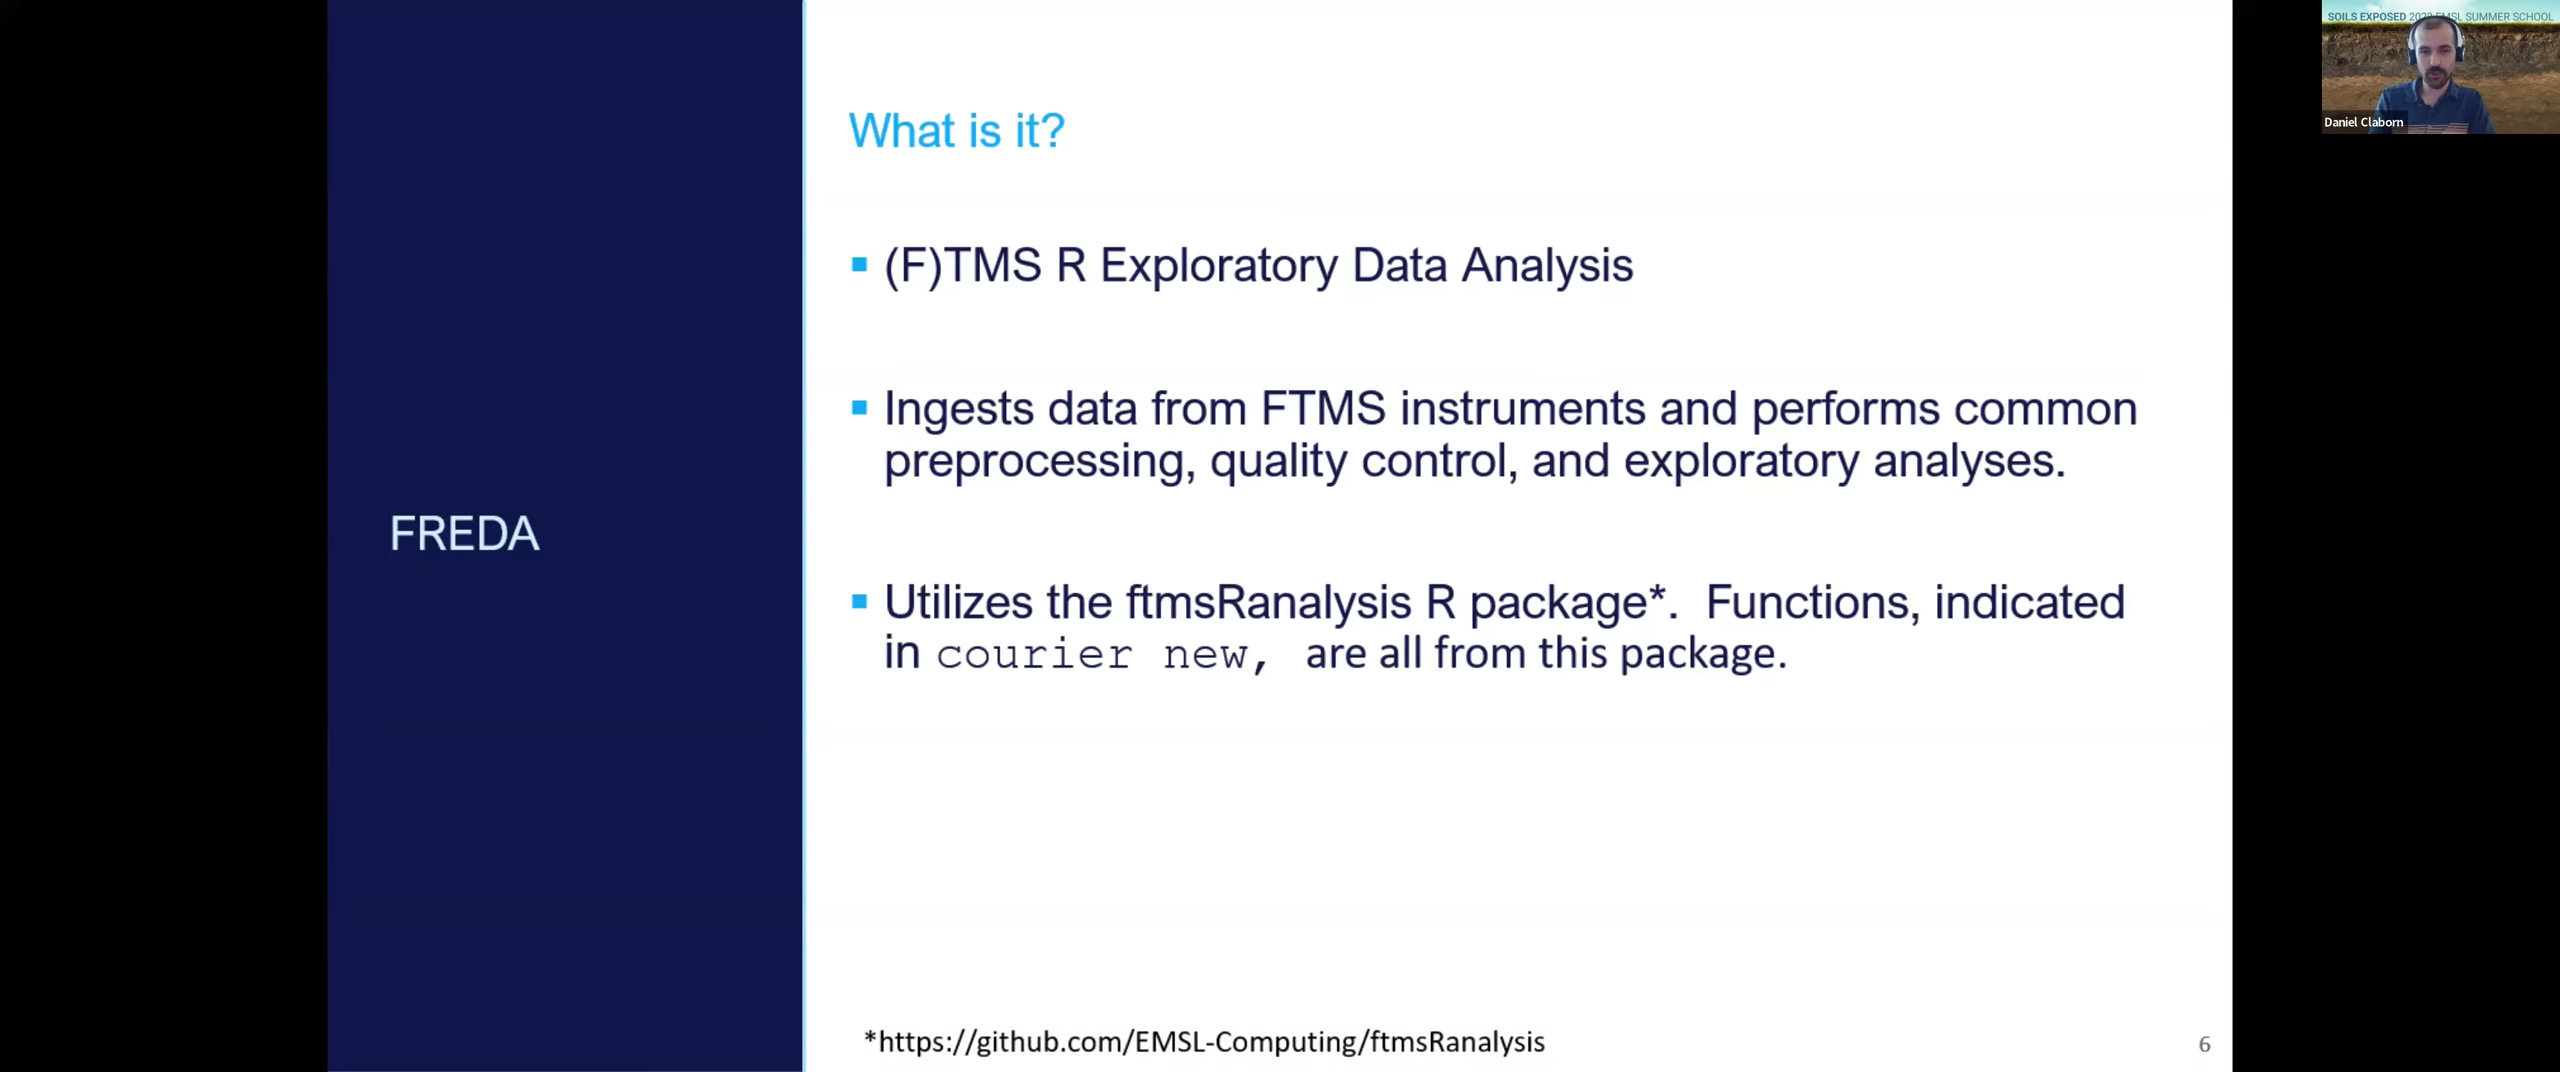 FREDA
What is it?
(F)TMS R Exploratory Data Analysis
Ingests data from FTMS instruments and performs common
preprocessing, quality control, and exploratory analyses.
Utilizes the ftmsRanalysis R package*. Functions, indicated
in courier new, are all from this package.
*https://github.com/EMSL-Computing/ftmsRanalysis
6
SOILS EXPOSED EMSL SUMMER SCHOOL
Daniel Claborn